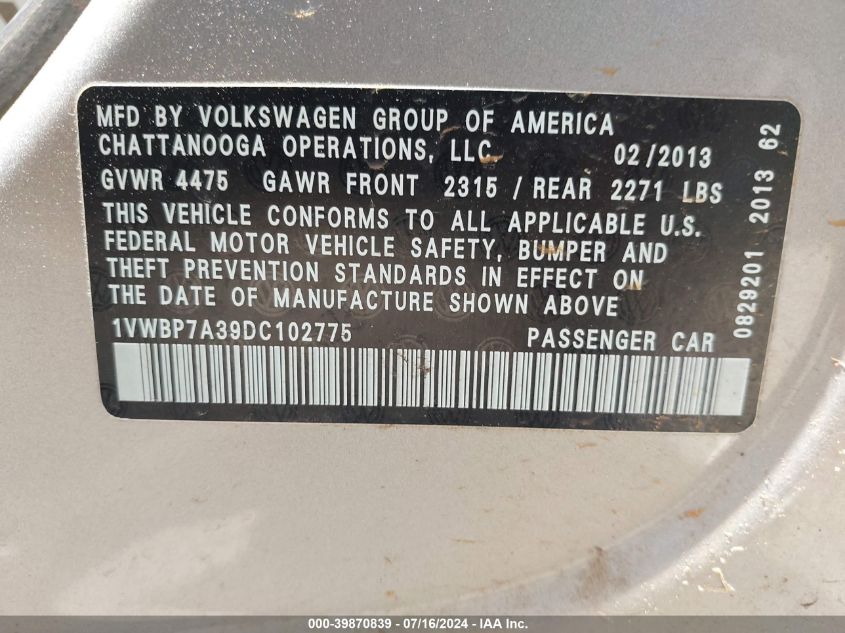 MFD BY VOLKSWAGEN GROUP OF AMERICA
CHATTANOOGA OPERATIONS, LLC 02/2013
GVWR 4475 GAWR FRONT 2315 / REAR 2271 LBS
THIS VEHICLE CONFORMS TO ALL APPLICABLE U.S.
FEDERAL MOTOR VEHICLE SAFETY, BUMPER AND
THEFT PREVENTION STANDARDS IN EFFECT ON
THE DATE OF MANUFACTURE SHOWN ABOVE
1VWBP7A39DC102775 PASSENGER CAR
0829201 2013 62
000-39870839 - 07/16/2024 - IAA Inc.